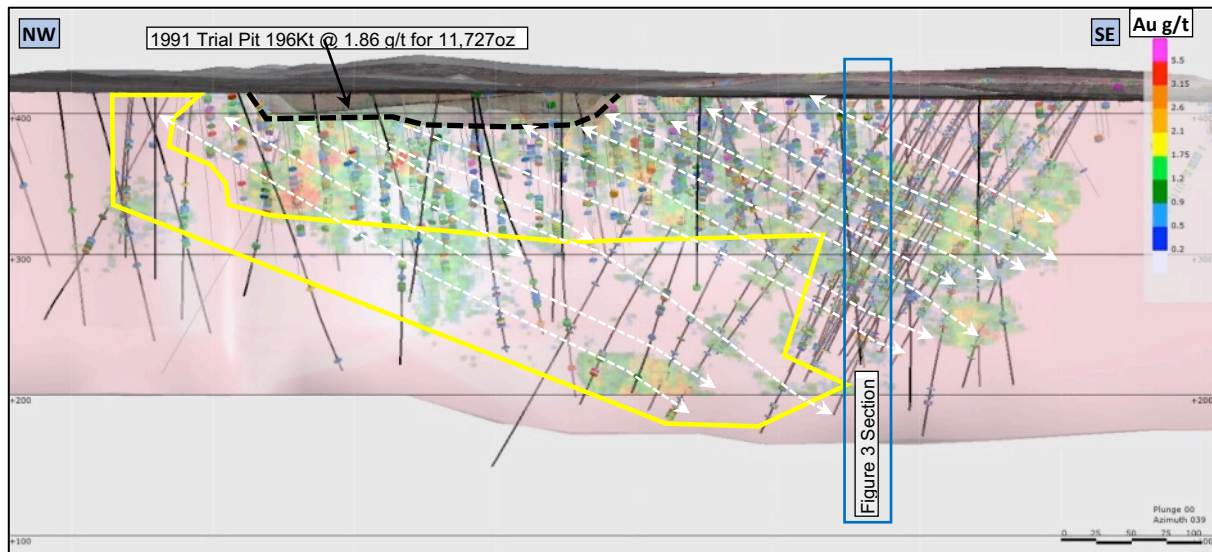 NW
1991 Trial Pit 196Kt @ 1.86 g/t for 11,727oz
SE
Au g/t
5.5
3.15
2.6
2.1
1.75
1.2
0.9
0.5
0.2
+400
+300
+200
+200
+100
Figure 3 Section
Plunge 00
Azimuth 039
0 25 50 75 100